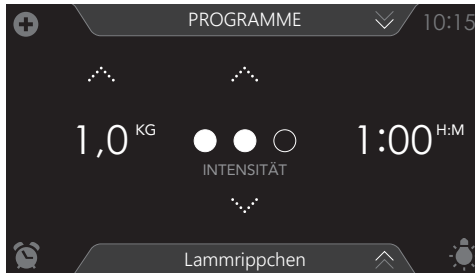 PROGRAMME
10:15
1,0 KG
1:00 H:M
INTENSITÄT
Lammrippchen